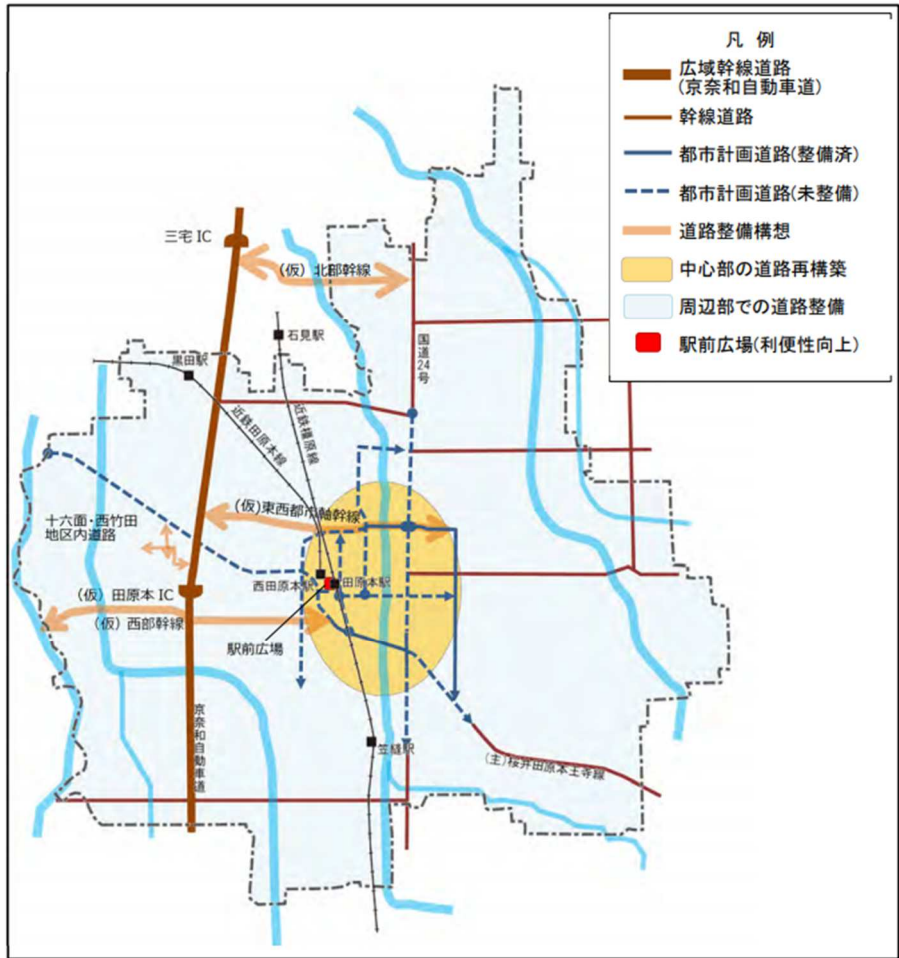 凡 例
広域幹線道路
(京奈和自動車道)
幹線道路
都市計画道路(整備済)
都市計画道路(未整備)
道路整備構想
中心部の道路再構築
周辺部での道路整備
駅前広場(利便性向上)
三宅 IC
(仮) 北部幹線
石見駅
国道24号
黒田駅
近鉄田原本線
近鉄橿原線
(仮)東西都市軸幹線
十六面・西竹田
地区内道路
西田原本駅
田原本駅
(仮) 田原本 IC
(仮) 西部幹線
駅前広場
京奈和自動車道
笠縫駅
(主)桜井田原本王寺線